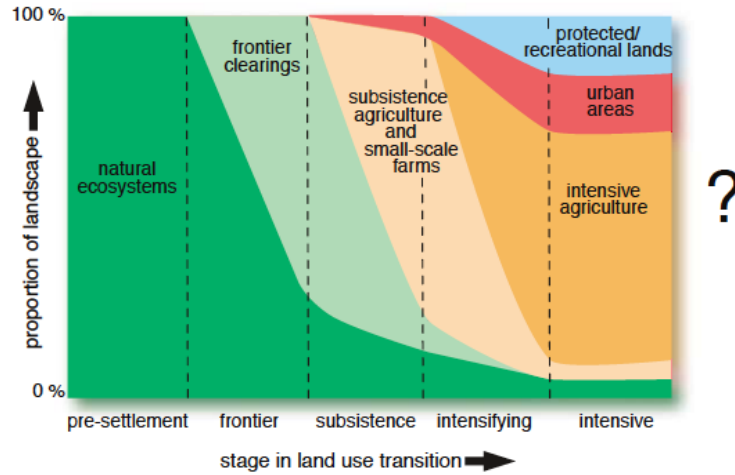 100 %
proportion of landscape
0 %
natural
ecosystems
frontier
clearings
subsistence
agriculture
and
small-scale
farms
protected/
recreational lands
urban
areas
intensive
agriculture
?
pre-settlement
frontier
subsistence
intensifying
intensive
stage in land use transition